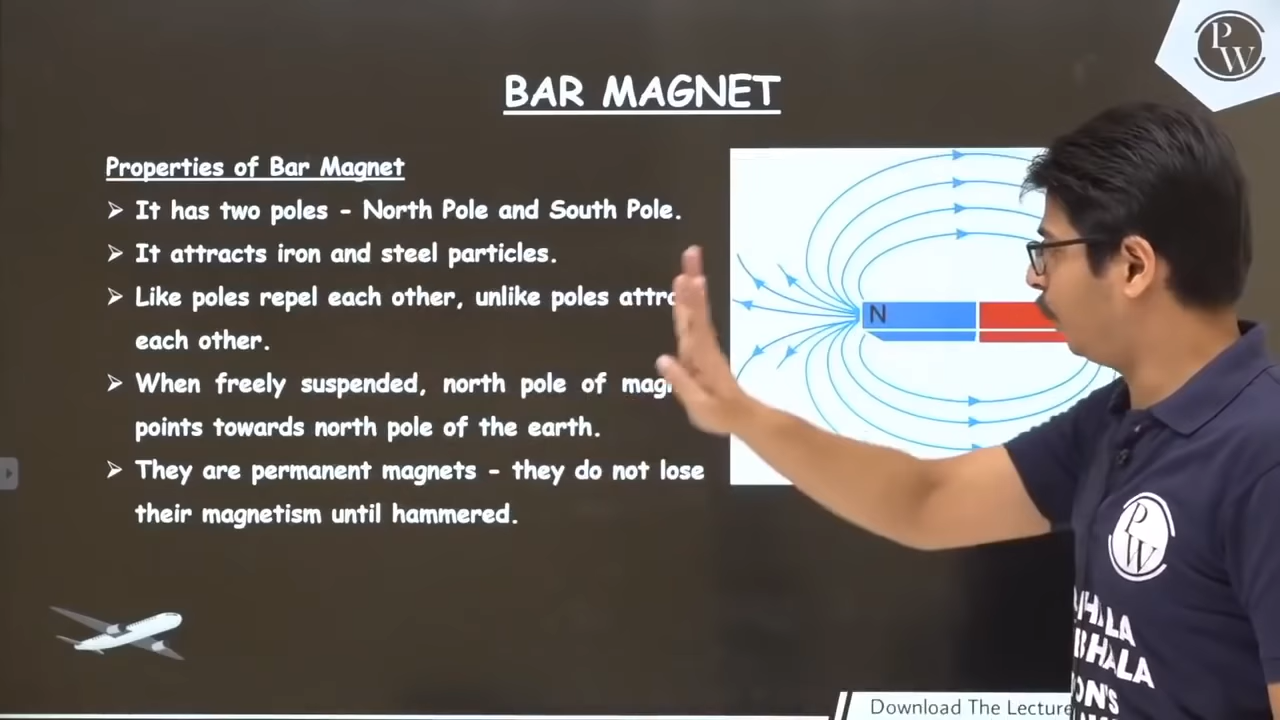 P
W
BAR MAGNET
Properties of Bar Magnet
➤ It has two poles - North Pole and South Pole.
➤ It attracts iron and steel particles.
➤ Like poles repel each other, unlike poles
each other.
N
➤ When freely suspended, north pole of
points towards north pole of the earth.
➤ They are permanent magnets - they do not lose
their magnetism until hammered.
P
W
Download The Lecture